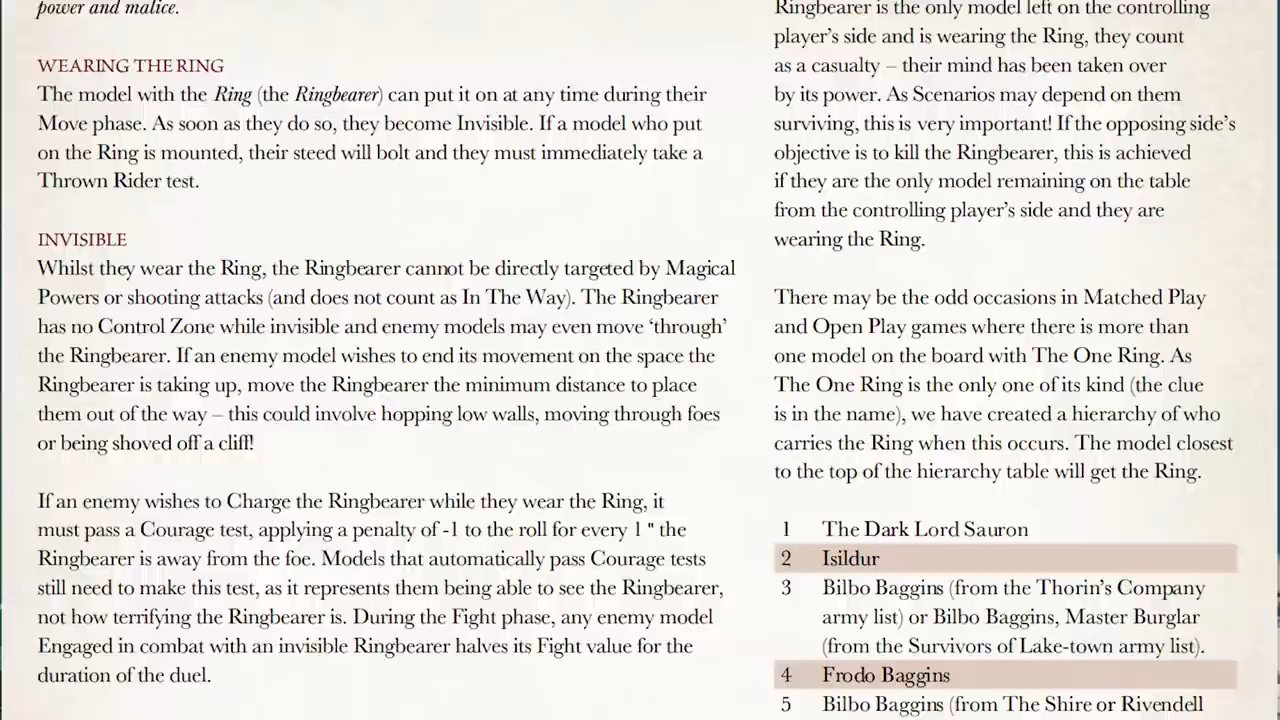 power and malice.
WEARING THE RING
The model with the Ring (the Ringbearer) can put it on at any time during their
Move phase. As soon as they do so, they become Invisible. If a model who put
on the Ring is mounted, their steed will bolt and they must immediately take a
Thrown Rider test.
INVISIBLE
Whilst they wear the Ring, the Ringbearer cannot be directly targeted by Magical
Powers or shooting attacks (and does not count as In The Way). The Ringbearer
has no Control Zone while invisible and enemy models may even move ‘through’
the Ringbearer. If an enemy model wishes to end its movement on the space the
Ringbearer is taking up, move the Ringbearer the minimum distance to place
them out of the way – this could involve hopping low walls, moving through foes
or being shoved off a cliff!
If an enemy wishes to Charge the Ringbearer while they wear the Ring, it
must pass a Courage test, applying a penalty of -1 to the roll for every 1" the
Ringbearer is away from the foe. Models that automatically pass Courage tests
still need to make this test, as it represents them being able to see the Ringbearer,
not how terrifying the Ringbearer is. During the Fight phase, any enemy model
Engaged in combat with an invisible Ringbearer halves its Fight value for the
duration of the duel.
Ringbearer is the only model left on the controlling
player’s side and is wearing the Ring, they count
as a casualty – their mind has been taken over
by its power. As Scenarios may depend on them
surviving, this is very important! If the opposing side’s
objective is to kill the Ringbearer, this is achieved
if they are the only model remaining on the table
from the controlling player’s side and they are
wearing the Ring.
There may be the odd occasions in Matched Play
and Open Play games where there is more than
one model on the board with The One Ring. As
The One Ring is the only one of its kind (the clue
is in the name), we have created a hierarchy of who
carries the Ring when this occurs. The model closest
to the top of the hierarchy table will get the Ring.
1 The Dark Lord Sauron
2 Isildur
3 Bilbo Baggins (from the Thorin’s Company
army list) or Bilbo Baggins, Master Burglar
(from the Survivors of Lake-town army list).
4 Frodo Baggins
5 Bilbo Baggins (from The Shire or Rivendell